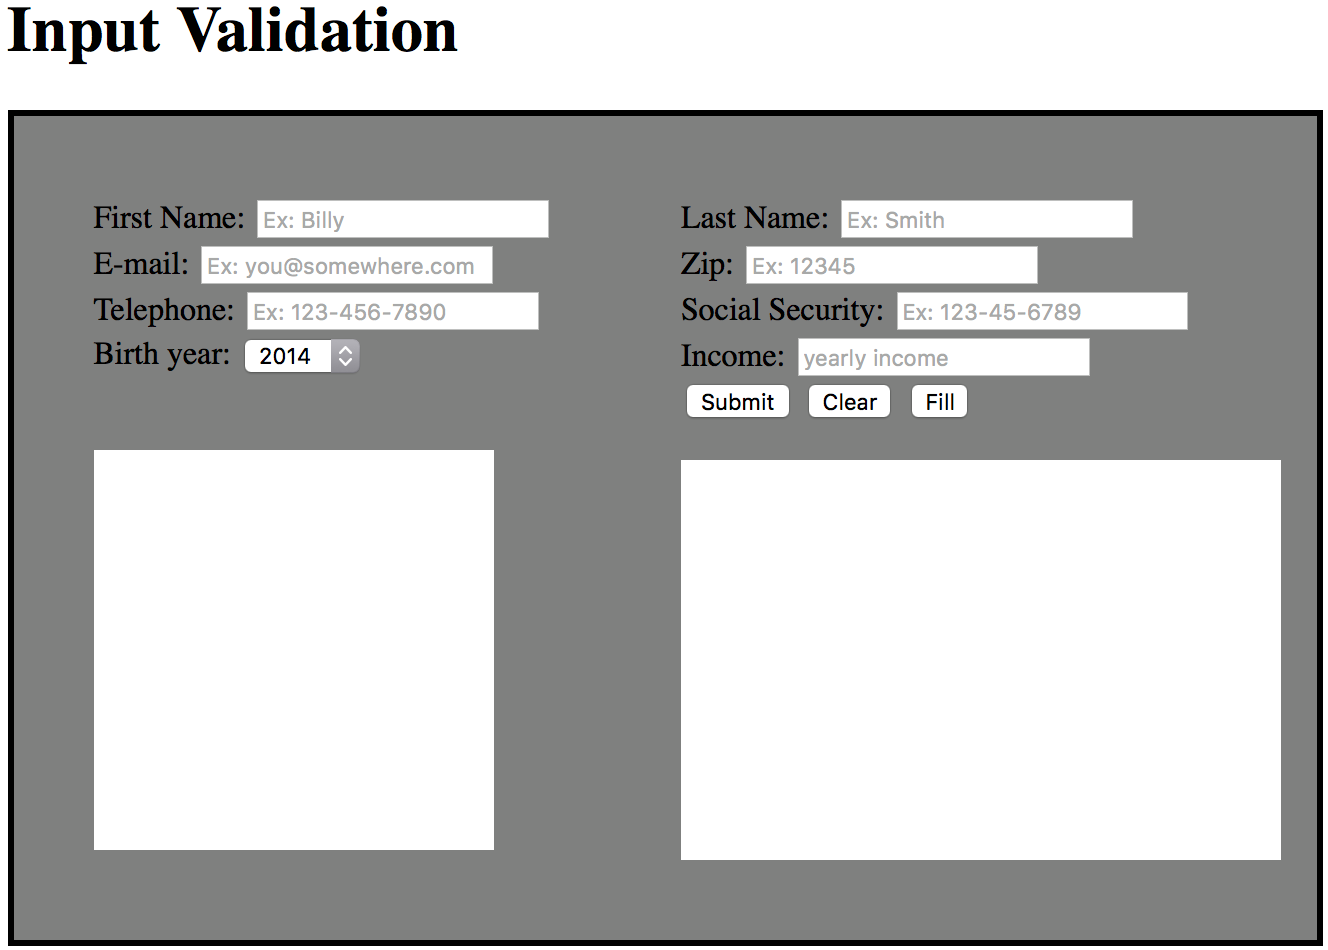 Input Validation
First Name: Ex: Billy
E-mail: Ex: you@somewhere.com
Telephone: Ex: 123-456-7890
Birth year: 2014
Last Name: Ex: Smith
Zip: Ex: 12345
Social Security: Ex: 123-45-6789
Income: yearly income
Submit Clear Fill